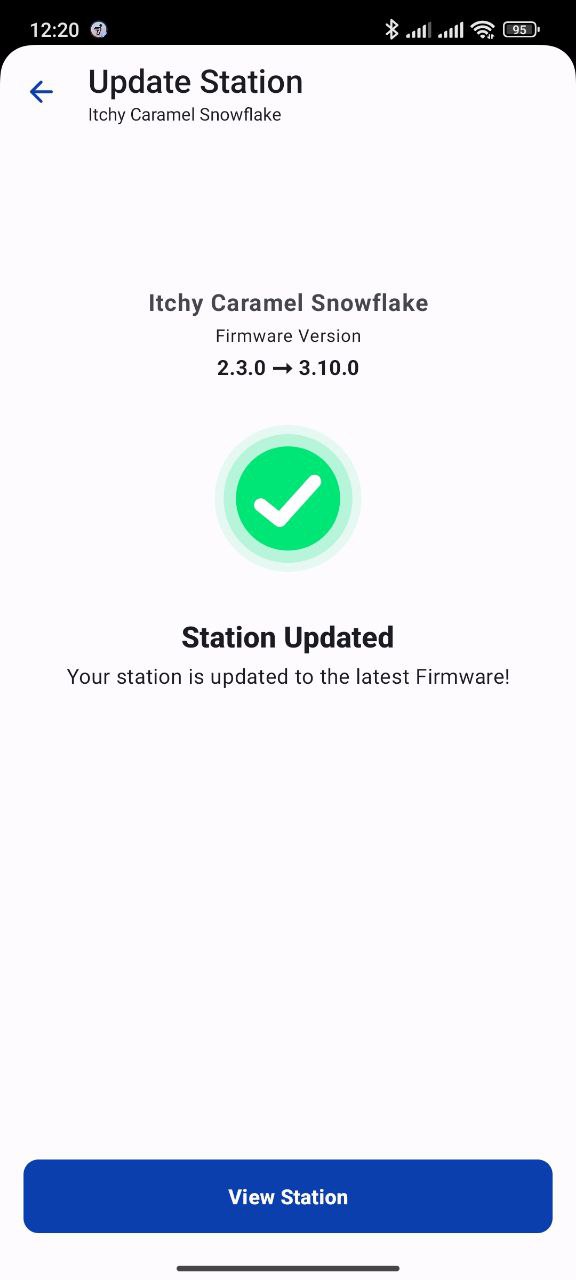 12:20
95
Update Station
Itchy Caramel Snowflake
Itchy Caramel Snowflake
Firmware Version
2.3.0 → 3.10.0
Station Updated
Your station is updated to the latest Firmware!
View Station